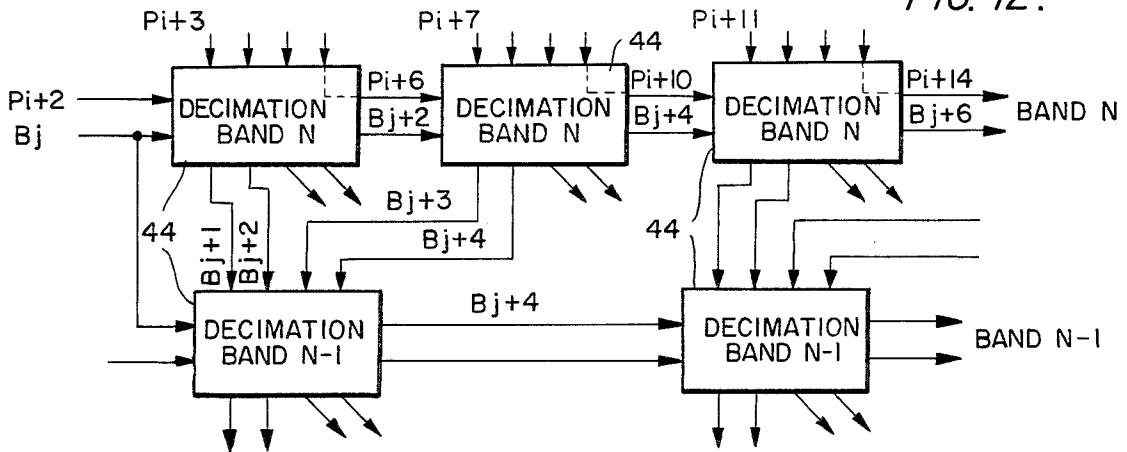 FIG. 12.
Pi+3
Pi+7
Pi+11
44
Pi+2
Bj
DECIMATION
BAND N
Pi+6
Bj+2
DECIMATION
BAND N
Pi+10
Bj+4
DECIMATION
BAND N
Pi+14
Bj+6
BAND N
44
44
44
44
Bj+1
Bj+2
Bj+3
Bj+4
DECIMATION
BAND N-1
Bj+4
DECIMATION
BAND N-1
BAND N-1